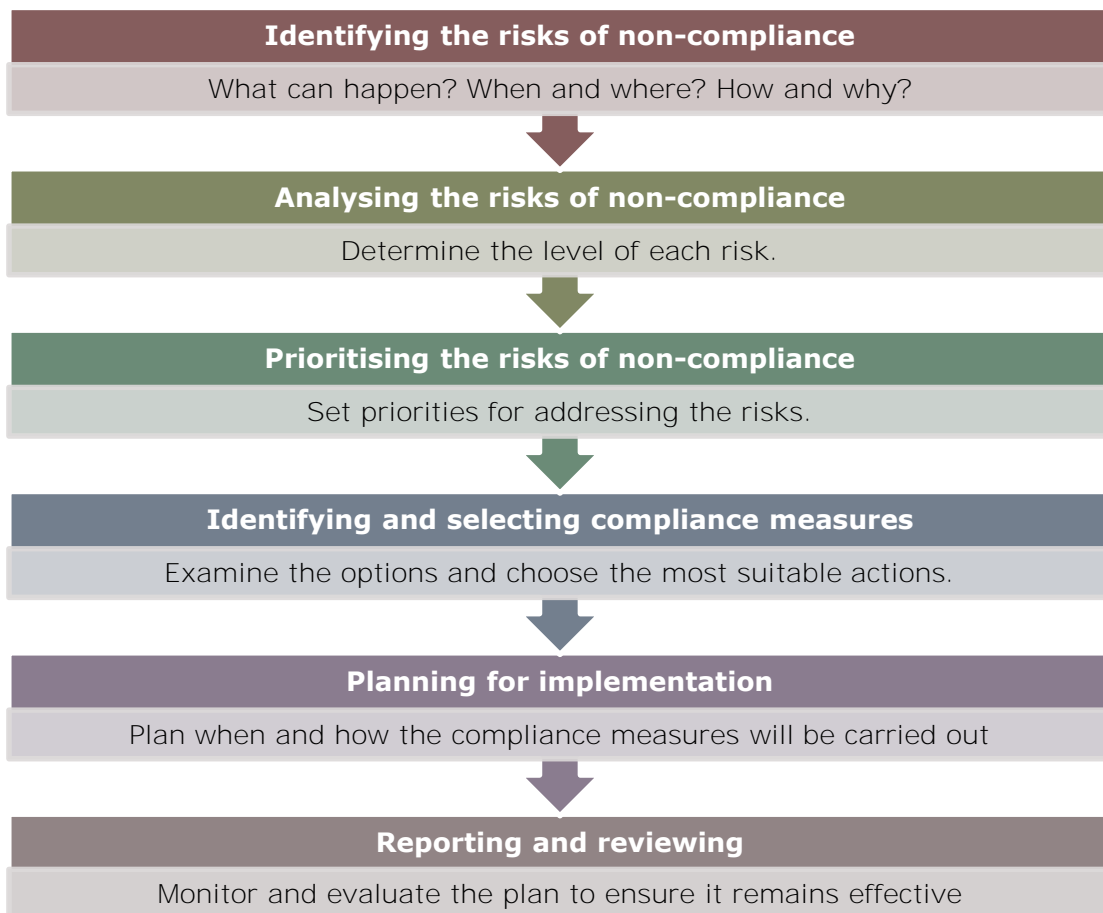 Identifying the risks of non-compliance
What can happen? When and where? How and why?
Analysing the risks of non-compliance
Determine the level of each risk.
Prioritising the risks of non-compliance
Set priorities for addressing the risks.
Identifying and selecting compliance measures
Examine the options and choose the most suitable actions.
Planning for implementation
Plan when and how the compliance measures will be carried out
Reporting and reviewing
Monitor and evaluate the plan to ensure it remains effective